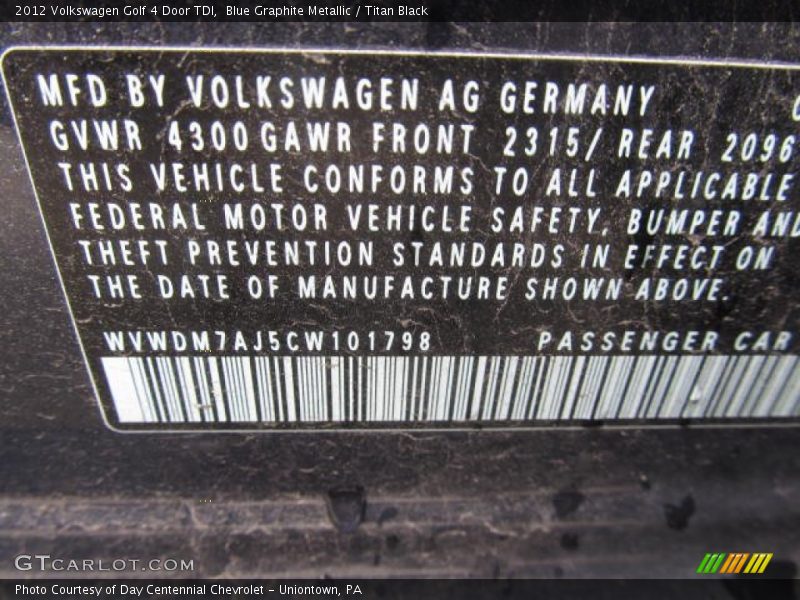 2012 Volkswagen Golf 4 Door TDI, Blue Graphite Metallic / Titan Black
MFD BY VOLKSWAGEN AG GERMANY
GVWR 4300 GAWR FRONT 2315/ REAR 2096
THIS VEHICLE CONFORMS TO ALL APPLICABLE
FEDERAL MOTOR VEHICLE SAFETY, BUMPER AND
THEFT PREVENTION STANDARDS IN EFFECT ON
THE DATE OF MANUFACTURE SHOWN ABOVE.
WVWDM7AJ5CW101798 PASSENGER CAR
GTCARLOT.COM
Photo Courtesy of Day Centennial Chevrolet - Uniontown, PA